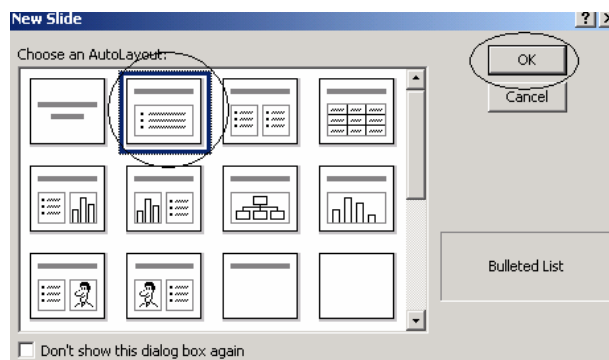 New Slide
Choose an AutoLayout:
OK
Cancel
Bulleted List
Don't show this dialog box again